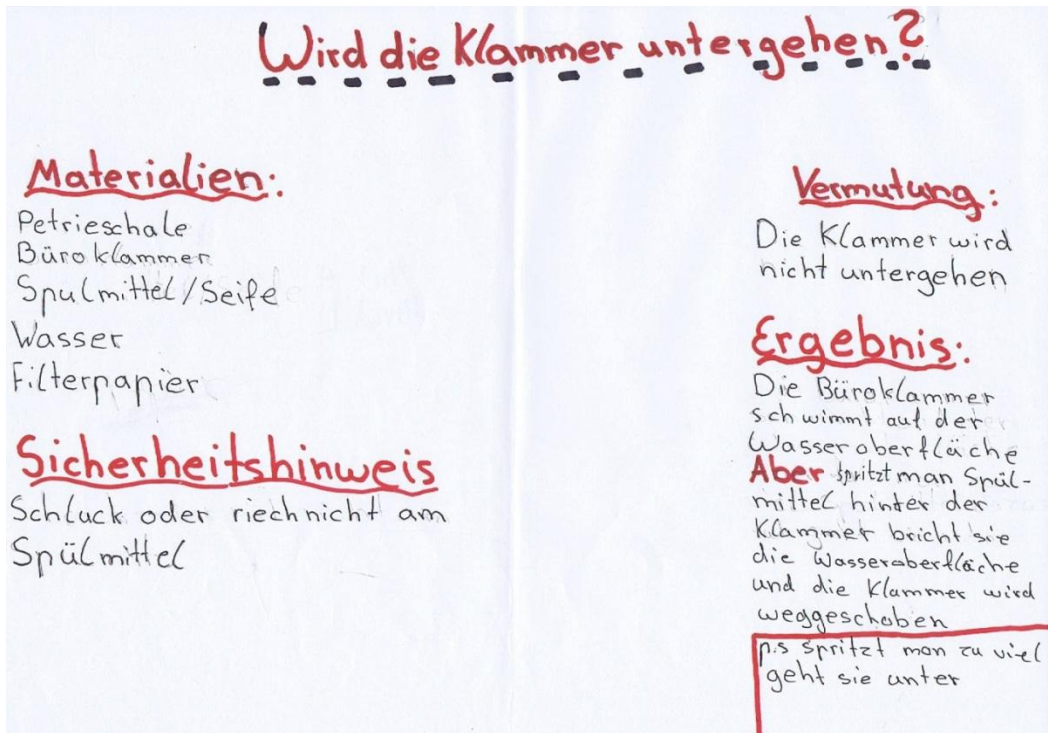 Wird die Klammer untergehen?
Materialien:
Petrieschale
Büroklammer
Spulmittel/Seife
Wasser
Filterpapier
Sicherheitshinweis
Schluck oder riech nicht am
Spülmittel
Vermutung:
Die Klammer wird
nicht untergehen
Ergebnis:
Die Büroklammer
schwimmt auf der
Wasseroberfläche
Aber spritzt man Spül-
mittel hinter der
Klammer bricht sie
die Wasseroberfläche
und die Klammer wird
weggeschoben
p.s spritzt man zu viel
geht sie unter